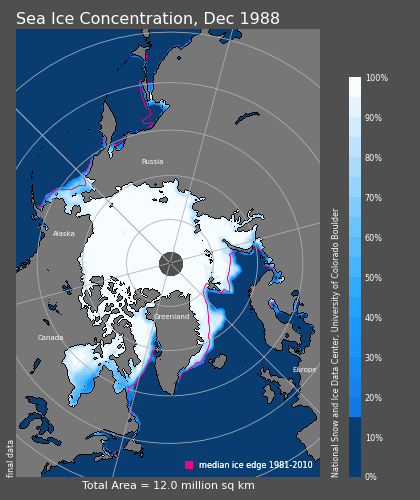 Sea Ice Concentration, Dec 1988
Russia
Alaska
Greenland
Canada
Europe
median ice edge 1981-2010
Total Area = 12.0 million sq km
final data
National Snow and Ice Data Center, University of Colorado Boulder
100%
90%
80%
70%
60%
50%
40%
30%
20%
10%
0%